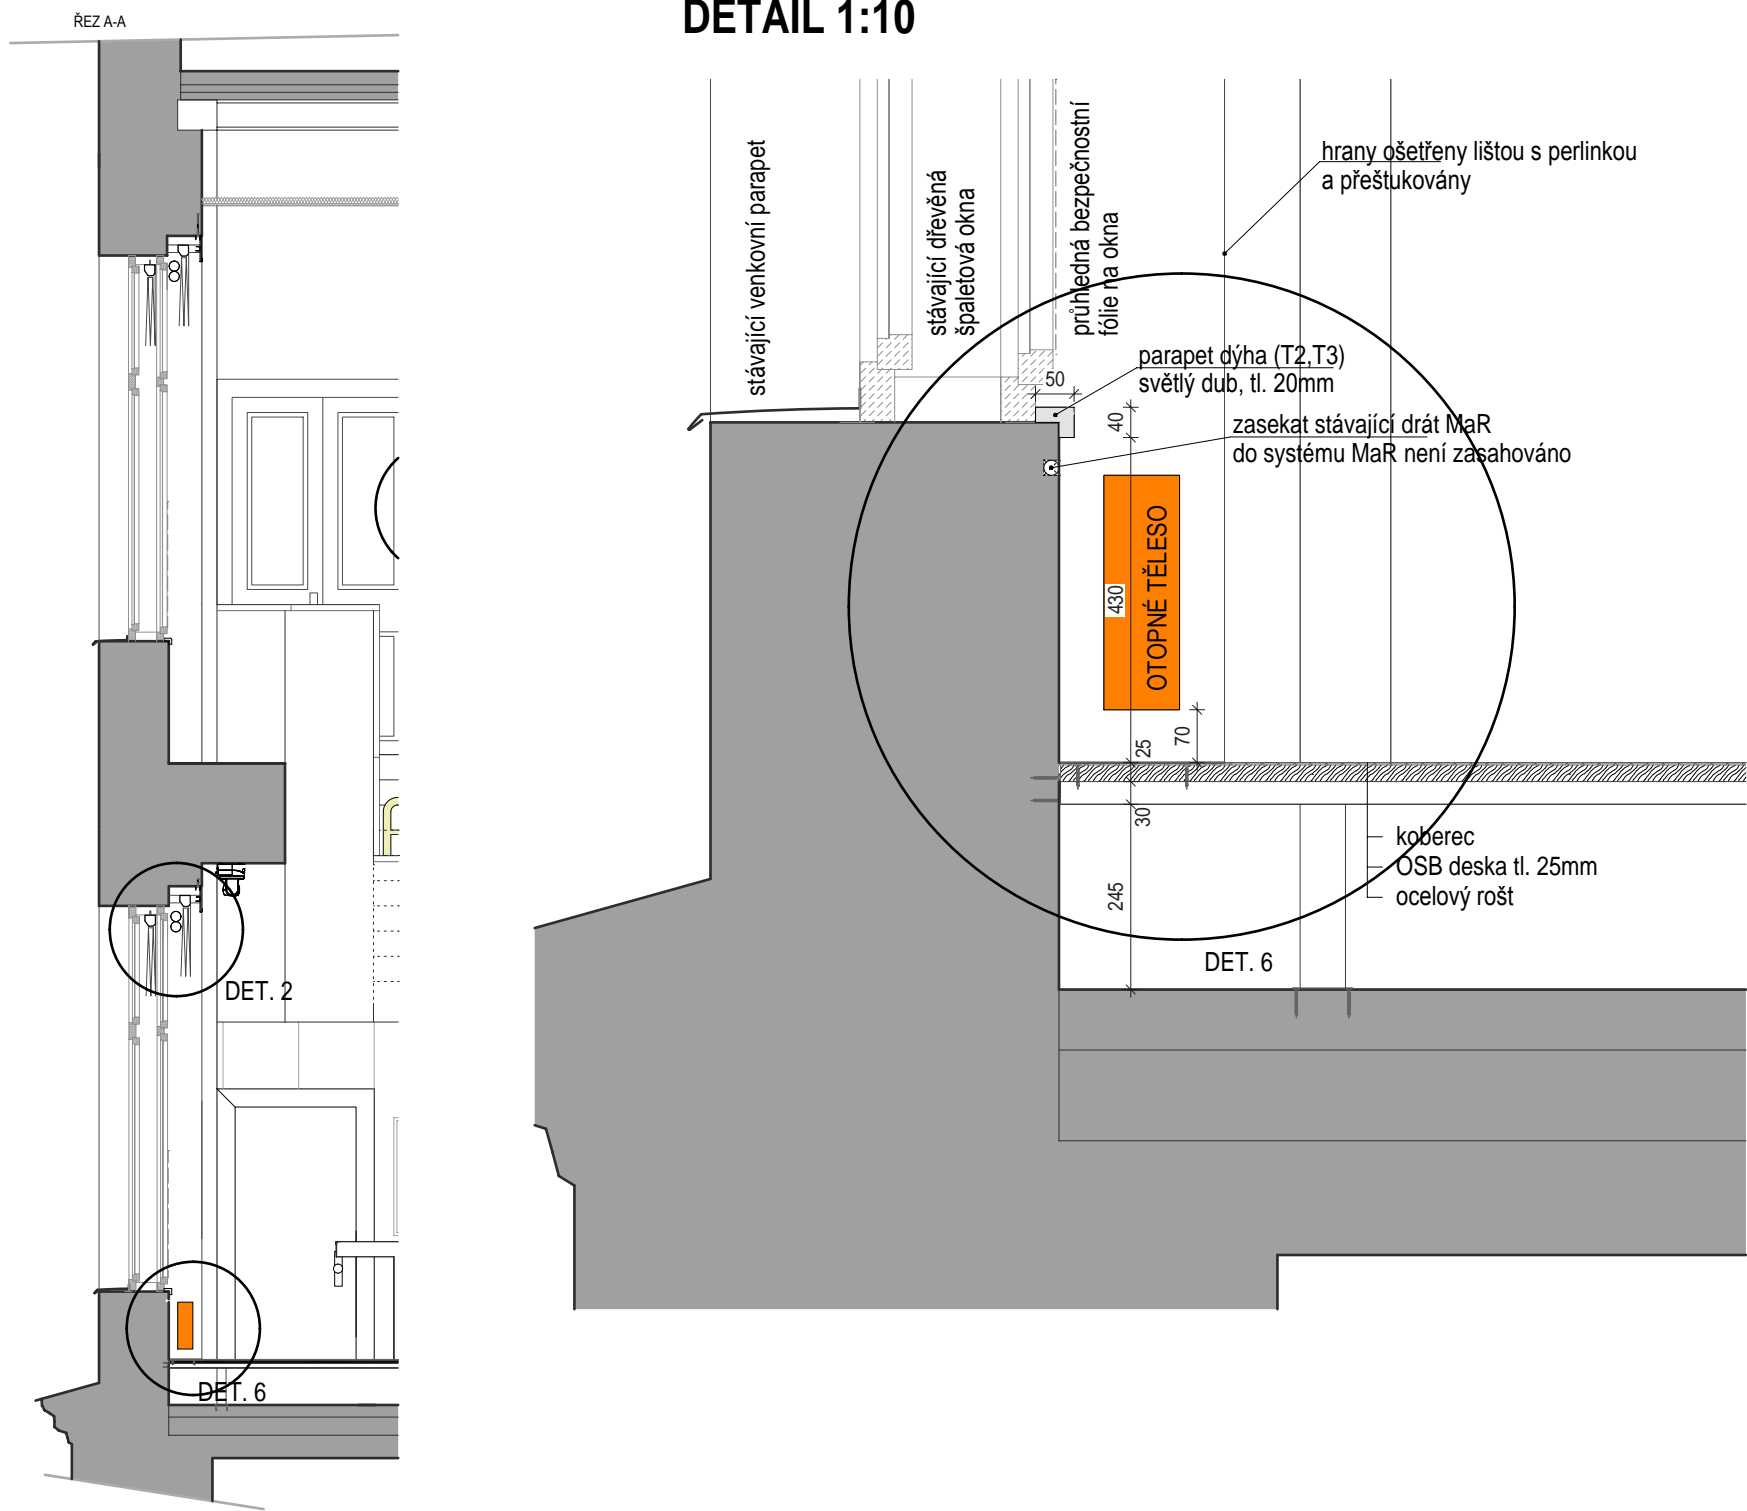 ŘEZ A-A
DETAIL 1:10
stávající venkovní parapet
stávající dřevěná
špaletová okna
průhledná bezpečnostní
fólie na okna
hrany ošetřeny lištou s perlinkou
a přeštukovány
parapet dýha (T2,T3)
světlý dub, tl. 20mm
50
40
zasekat stávající drát MaR
do systému MaR není zasahováno
OTOPNÉ TĚLESO
430
70
25
30
245
koberec
OSB deska tl. 25mm
ocelový rošt
DET. 6
DET. 2
DET. 6